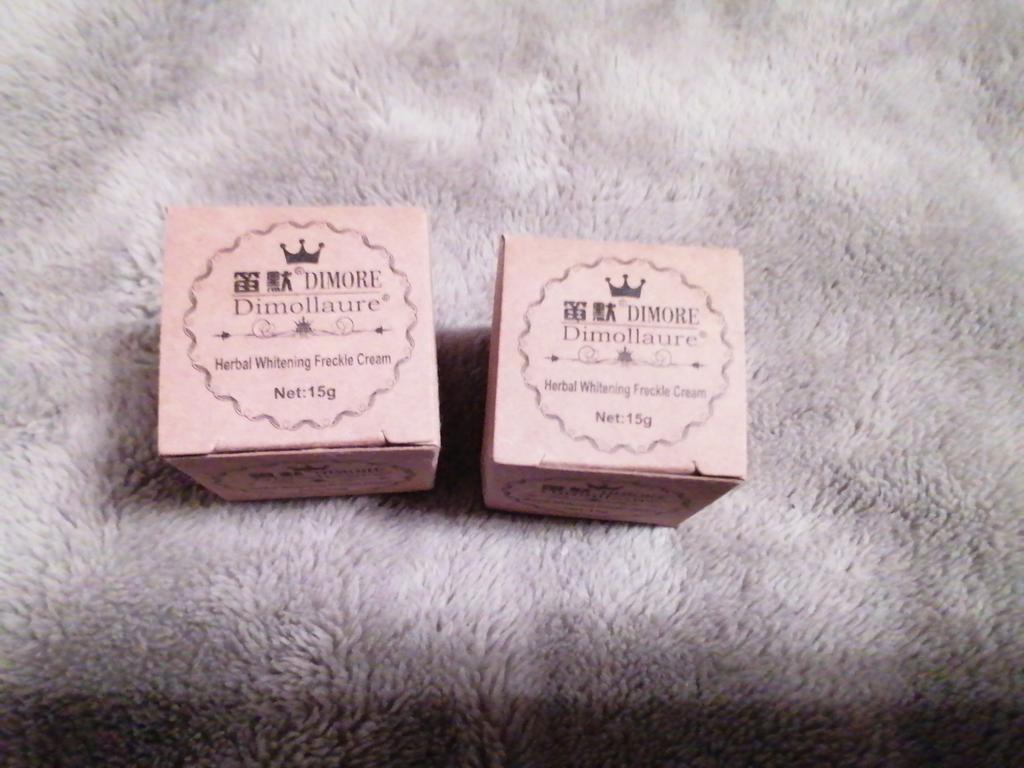 笛默®DIMORE
Dimollaure®
Herbal Whitening Freckle Cream
Net:15g
笛默®DIMORE
Dimollaure®
Herbal Whitening Freckle Cream
Net:15g